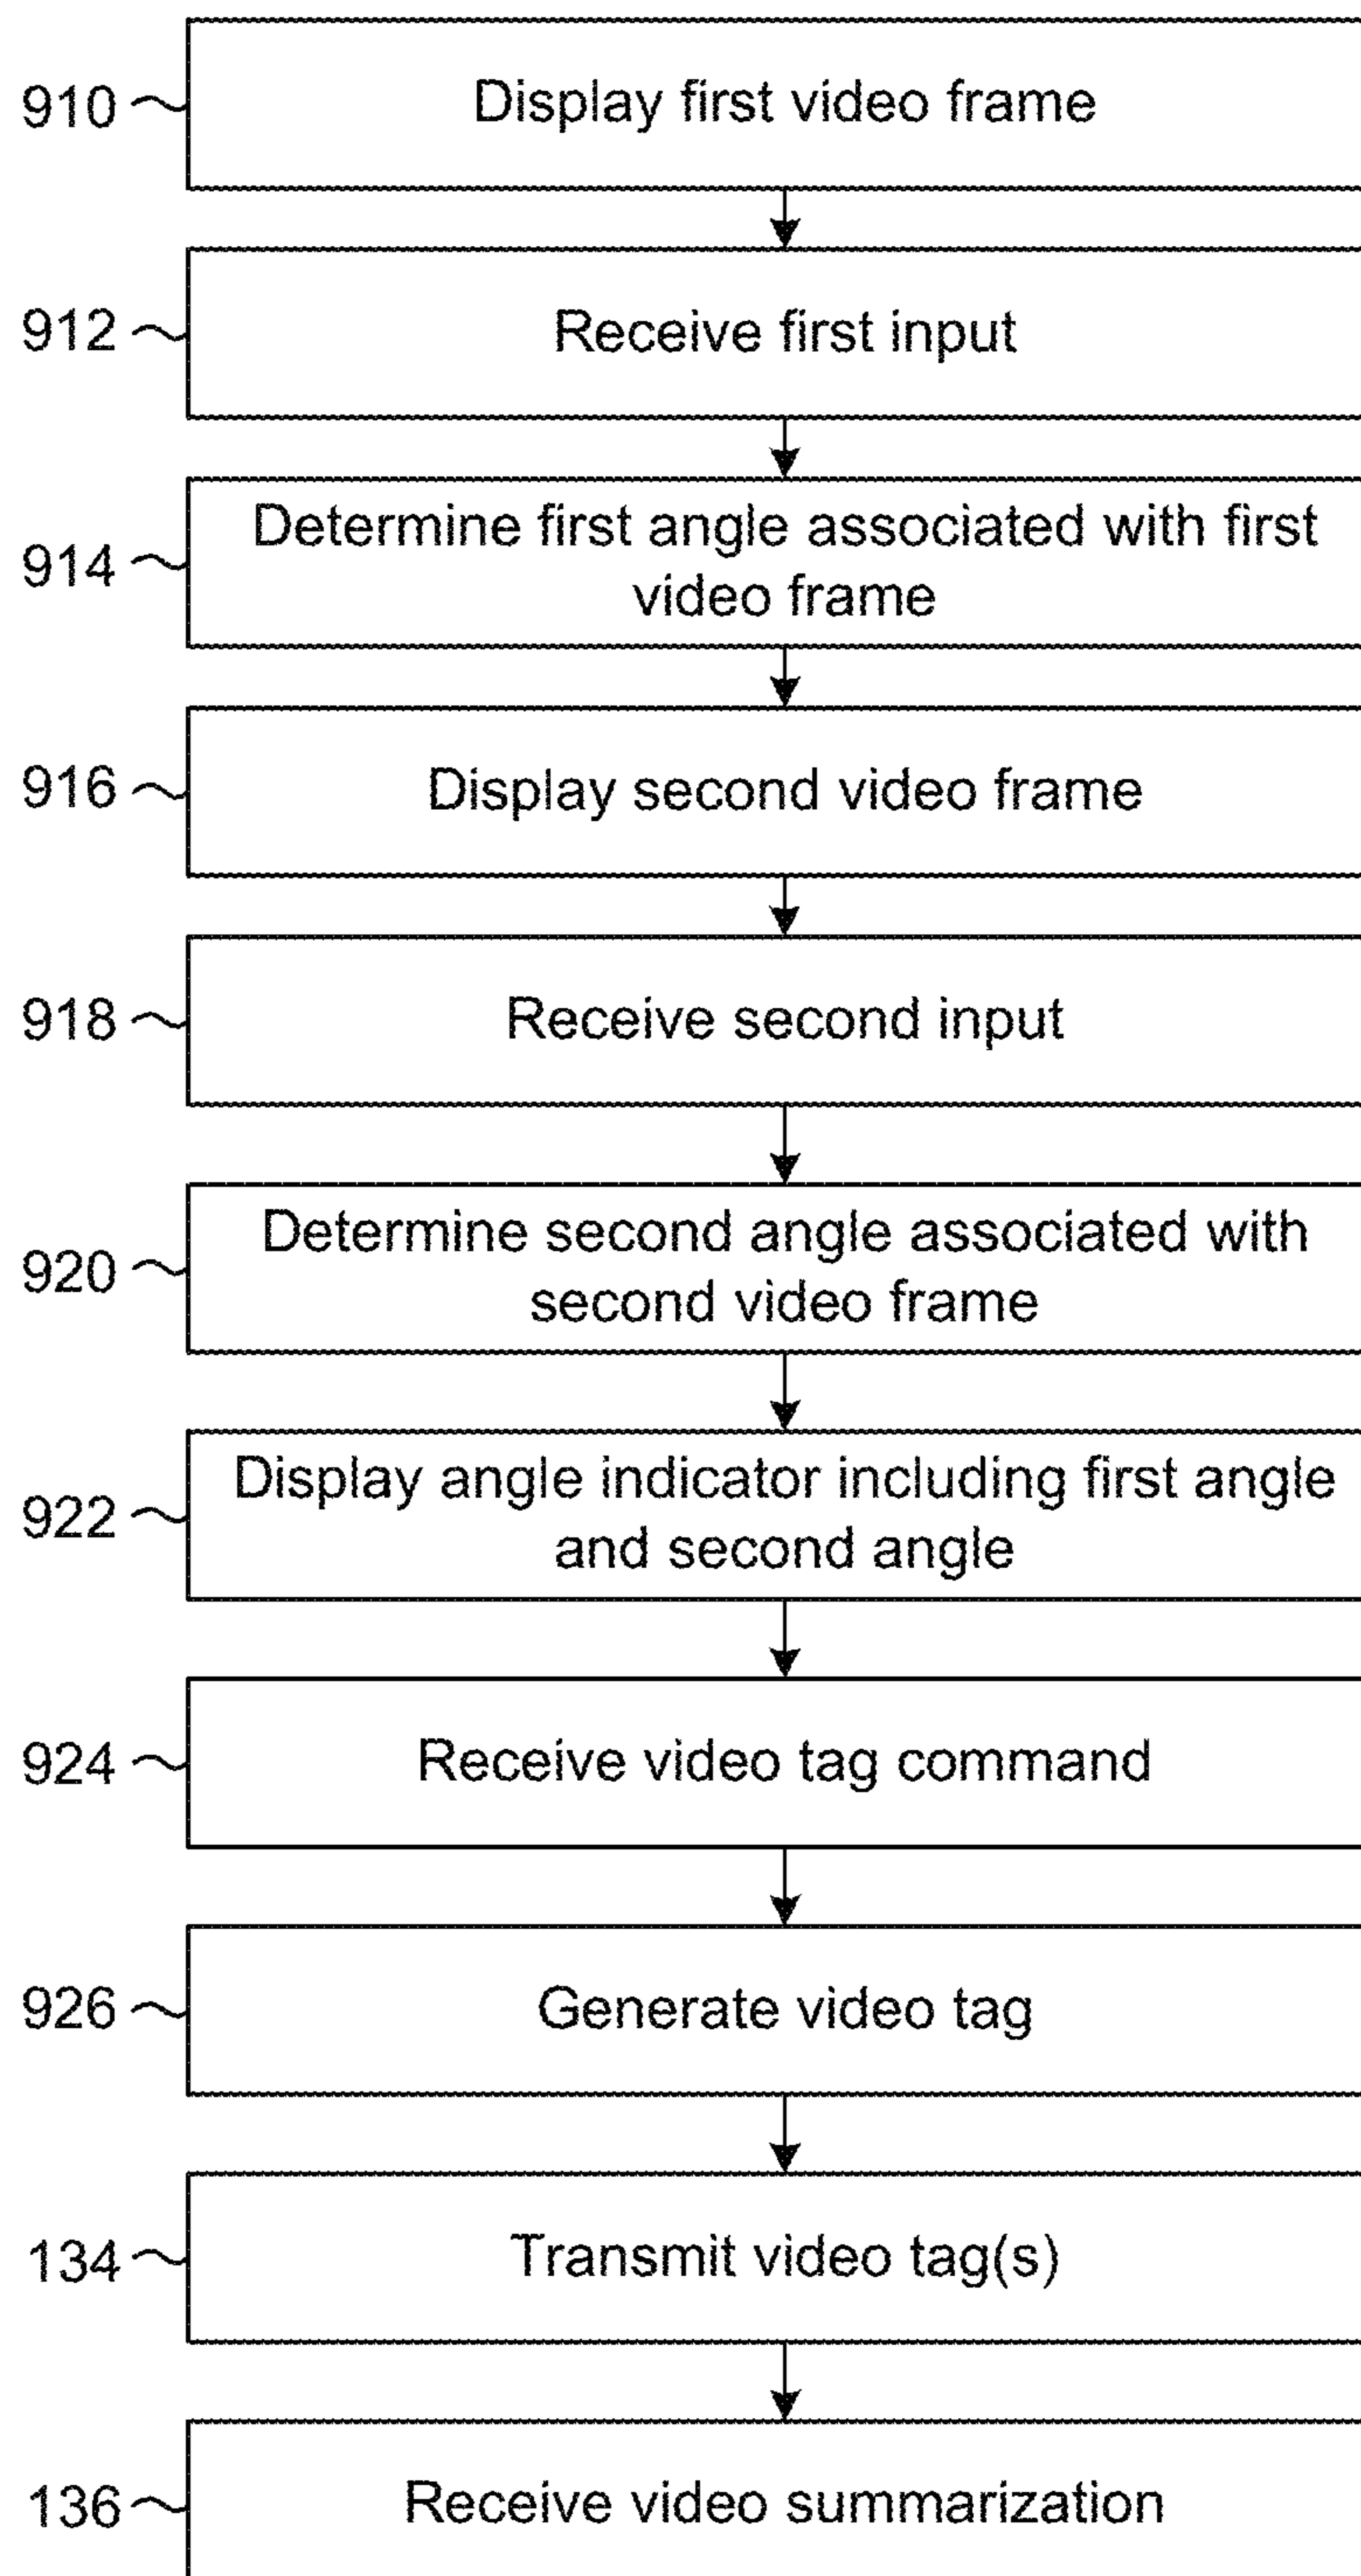 910
Display first video frame
912
Receive first input
914
Determine first angle associated with first
video frame
916
Display second video frame
918
Receive second input
920
Determine second angle associated with
second video frame
922
Display angle indicator including first angle
and second angle
924
Receive video tag command
926
Generate video tag
134
Transmit video tag(s)
136
Receive video summarization